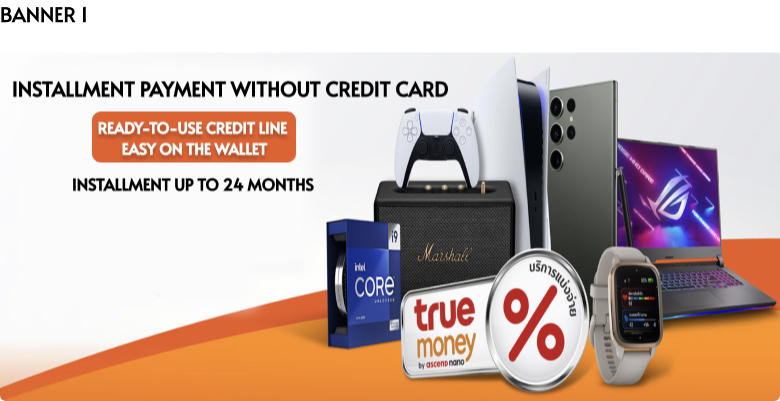 BANNER 1
INSTALLMENT PAYMENT WITHOUT CREDIT CARD
READY-TO-USE CREDIT LINE
EASY ON THE WALLET
INSTALLMENT UP TO 24 MONTHS
i9
intel
CORE
UNLOCKED
Marshall
true
money
by ascend nano
บริการแบ่งจ่าย
%